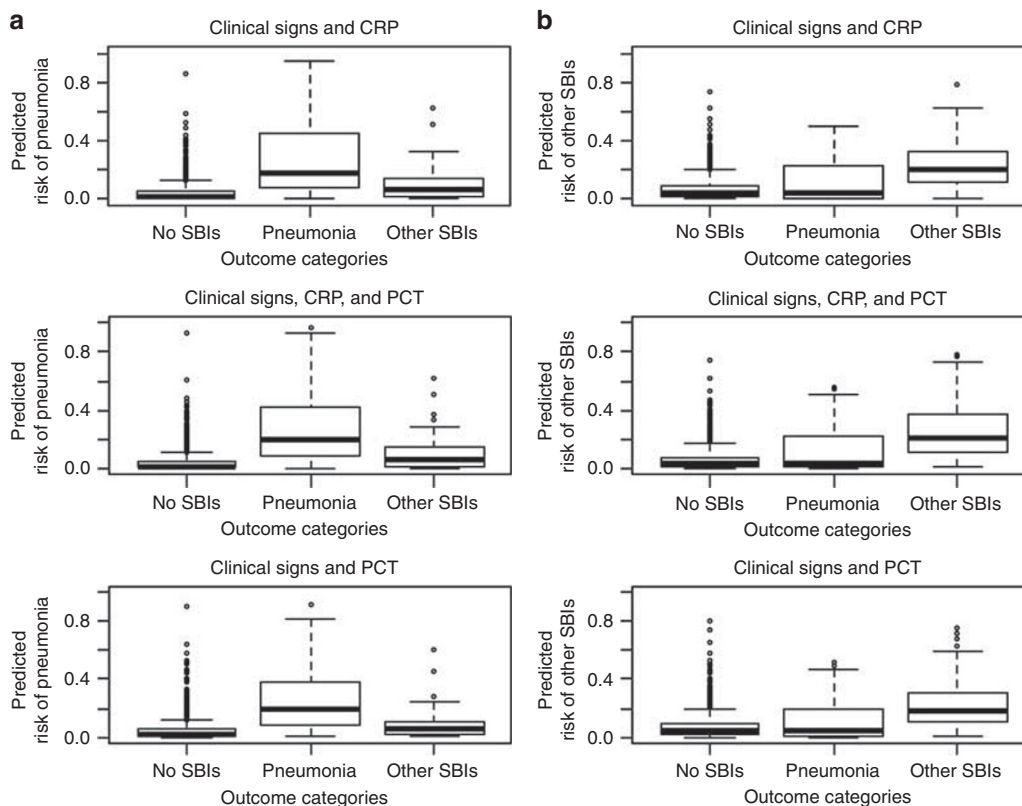 a
Clinical signs and CRP
Predicted
risk of pneumonia
0.8
0.4
0.0
No SBIs Pneumonia Other SBIs
Outcome categories
Clinical signs, CRP, and PCT
Predicted
risk of pneumonia
0.8
0.4
0.0
No SBIs Pneumonia Other SBIs
Outcome categories
Clinical signs and PCT
Predicted
risk of pneumonia
0.8
0.4
0.0
No SBIs Pneumonia Other SBIs
Outcome categories
b
Clinical signs and CRP
Predicted
risk of other SBIs
0.8
0.4
0.0
No SBIs Pneumonia Other SBIs
Outcome categories
Clinical signs, CRP, and PCT
Predicted
risk of other SBIs
0.8
0.4
0.0
No SBIs Pneumonia Other SBIs
Outcome categories
Clinical signs and PCT
Predicted
risk of other SBIs
0.8
0.4
0.0
No SBIs Pneumonia Other SBIs
Outcome categories